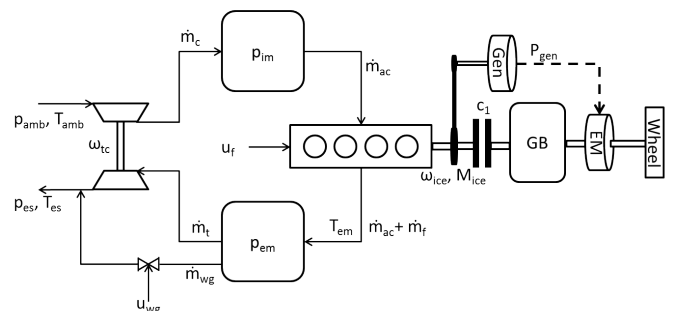 ṁc
pim
ṁac
Gen
Pgen
pamb, Tamb
ωtc
uf
c1
GB
EM
Wheel
ωice, Mice
pes, Tes
ṁt
pem
Tem
ṁac+ ṁf
ṁwg
uwg